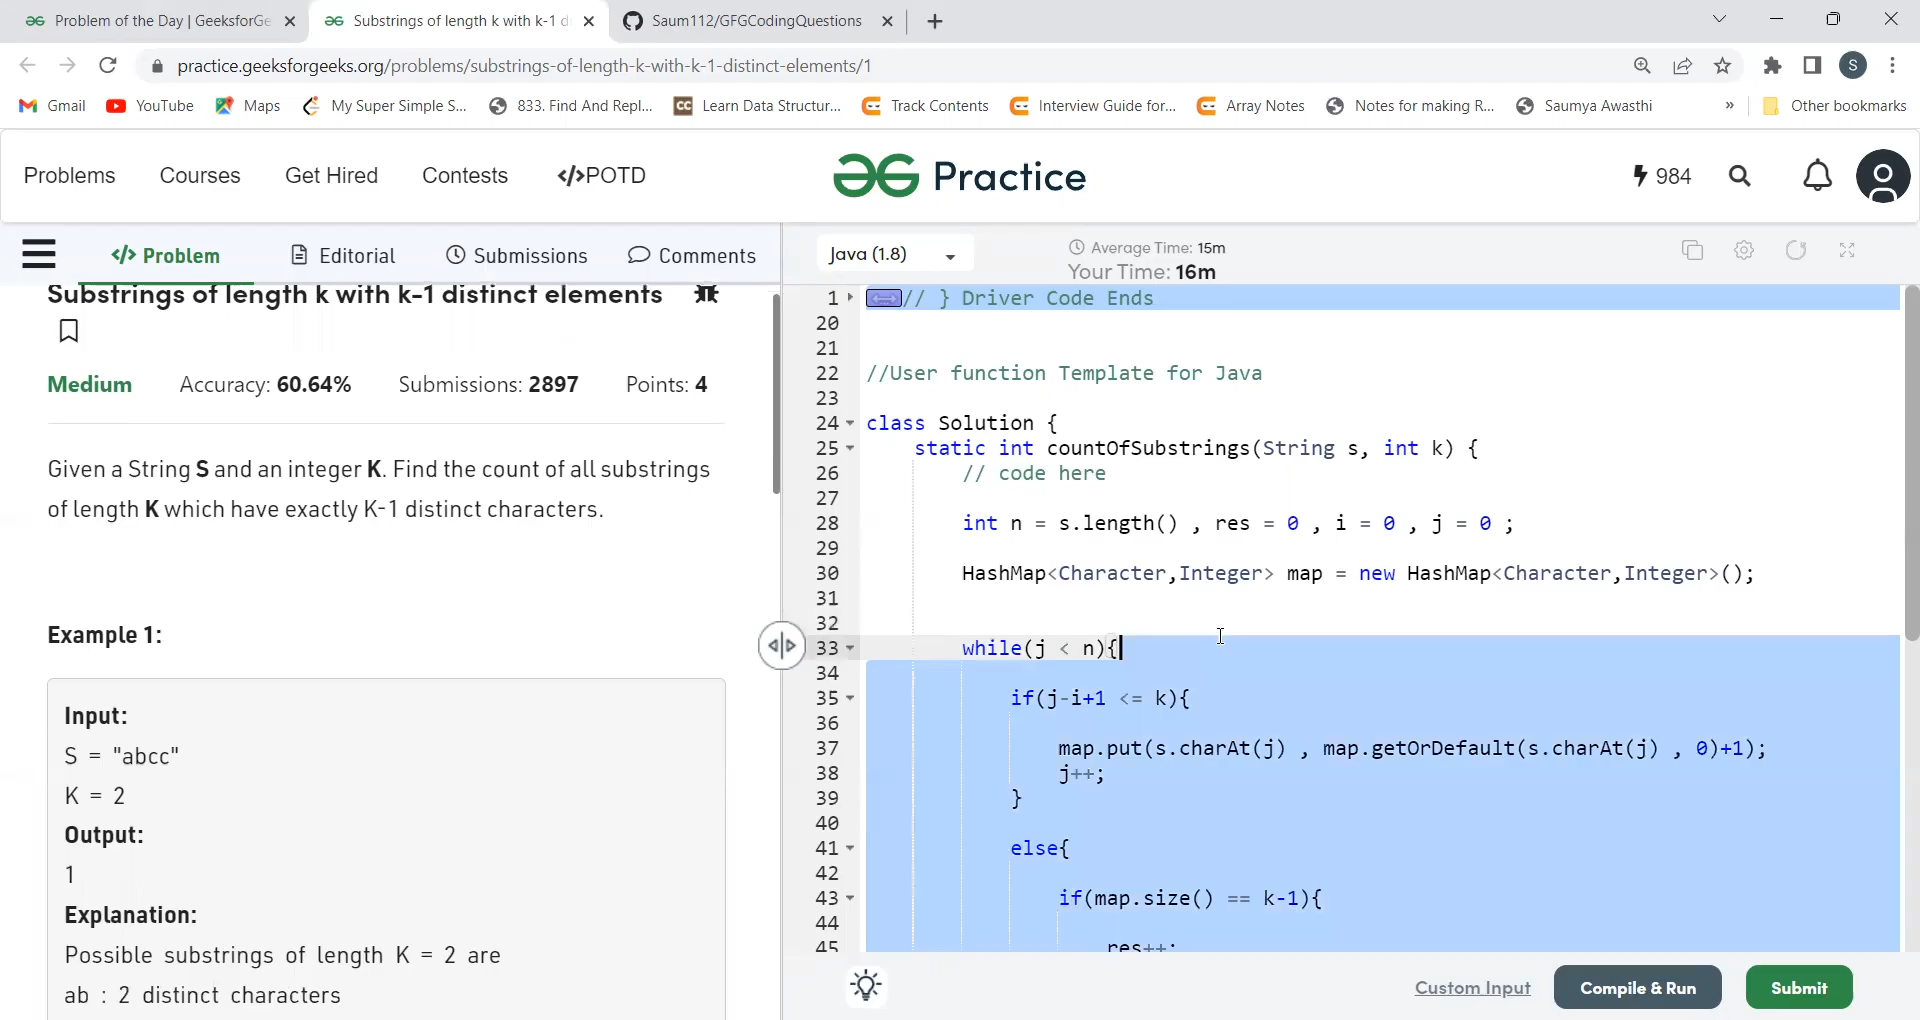 Problem of the Day | GeeksforGe
Substrings of length k with k-1 d
Saum112/GFGCodingQuestions
practice.geeksforgeeks.org/problems/substrings-of-length-k-with-k-1-distinct-elements/1
S
Gmail
YouTube
Maps
My Super Simple S...
833. Find And Repl...
Learn Data Structur...
Track Contents
Interview Guide for...
Array Notes
Notes for making R...
Saumya Awasthi
»
Other bookmarks
Problems
Courses
Get Hired
Contests
</>POTD
Practice
984
</> Problem
Editorial
Submissions
Comments
Java (1.8)
Average Time: 15m
Your Time: 16m
Substrings of length k with k-1 distinct elements
Medium
Accuracy: 60.64%
Submissions: 2897
Points: 4
Given a String S and an integer K. Find the count of all substrings
of length K which have exactly K-1 distinct characters.
Example 1:
Input:
S = "abcc"
K = 2
Output:
1
Explanation:
Possible substrings of length K = 2 are
ab : 2 distinct characters
1 // } Driver Code Ends
20
21
22 //User function Template for Java
23
24 class Solution {
25 static int countOfSubstrings(String s, int k) {
26 // code here
27
28 int n = s.length() , res = 0 , i = 0 , j = 0 ;
29
30 HashMap<Character,Integer> map = new HashMap<Character,Integer>();
31
32
33 while(j < n){
34
35 if(j-i+1 <= k){
36
37 map.put(s.charAt(j) , map.getOrDefault(s.charAt(j) , 0)+1);
38 j++;
39 }
40
41 else{
42
43 if(map.size() == k-1){
44
45 res++;
Custom Input
Compile & Run
Submit